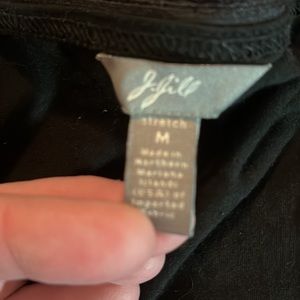 J.Jill
stretch
M
Made in
Northern
Mariana
Islands
(USA) of
Imported
Fabric